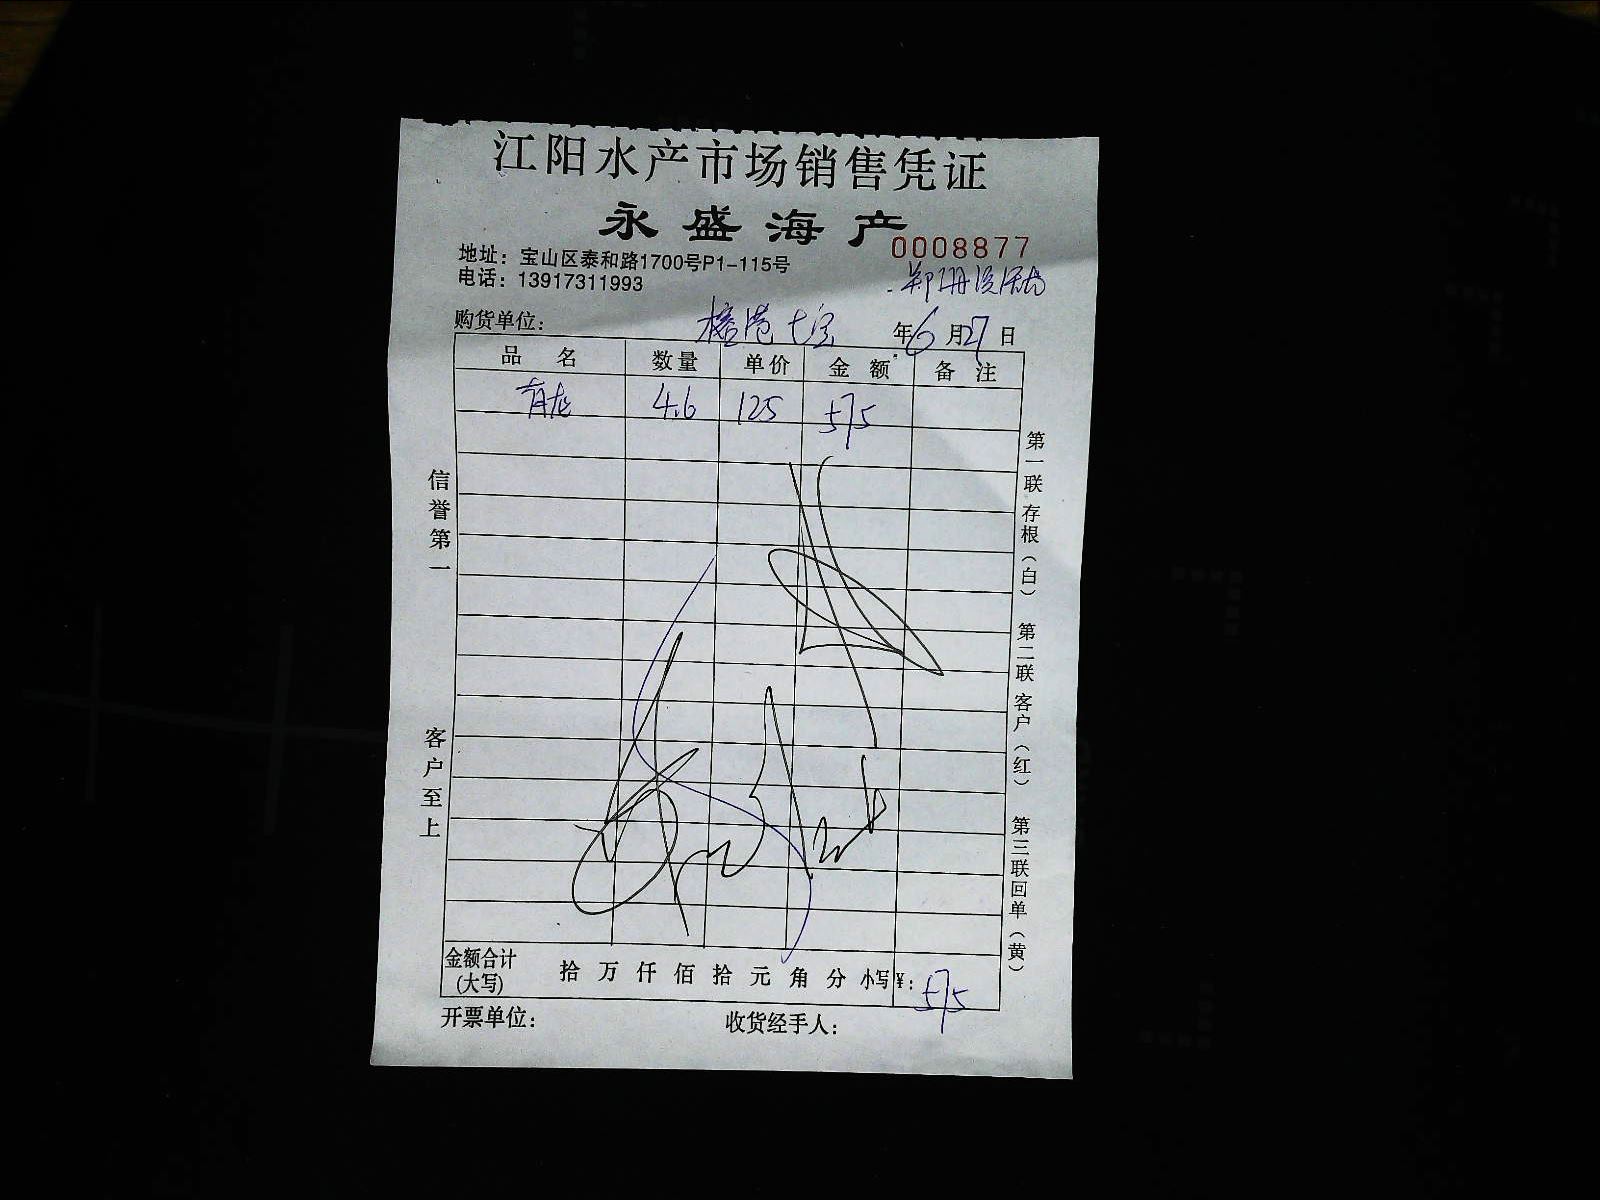 江阳水产市场销售凭证
永盛海产
0008877
地址：宝山区泰和路1700号P1-115号
电话：13917311993
购货单位： 年6月27日
品名 数量 单价 金额 备注
青龙 4.6 125 575
信誉第一
客户至上
第一联存根（白） 第二联客户（红） 第三联回单（黄）
金额合计(大写) 拾 万 仟 佰 拾 元 角 分 小写¥：575
开票单位： 收货经手人：